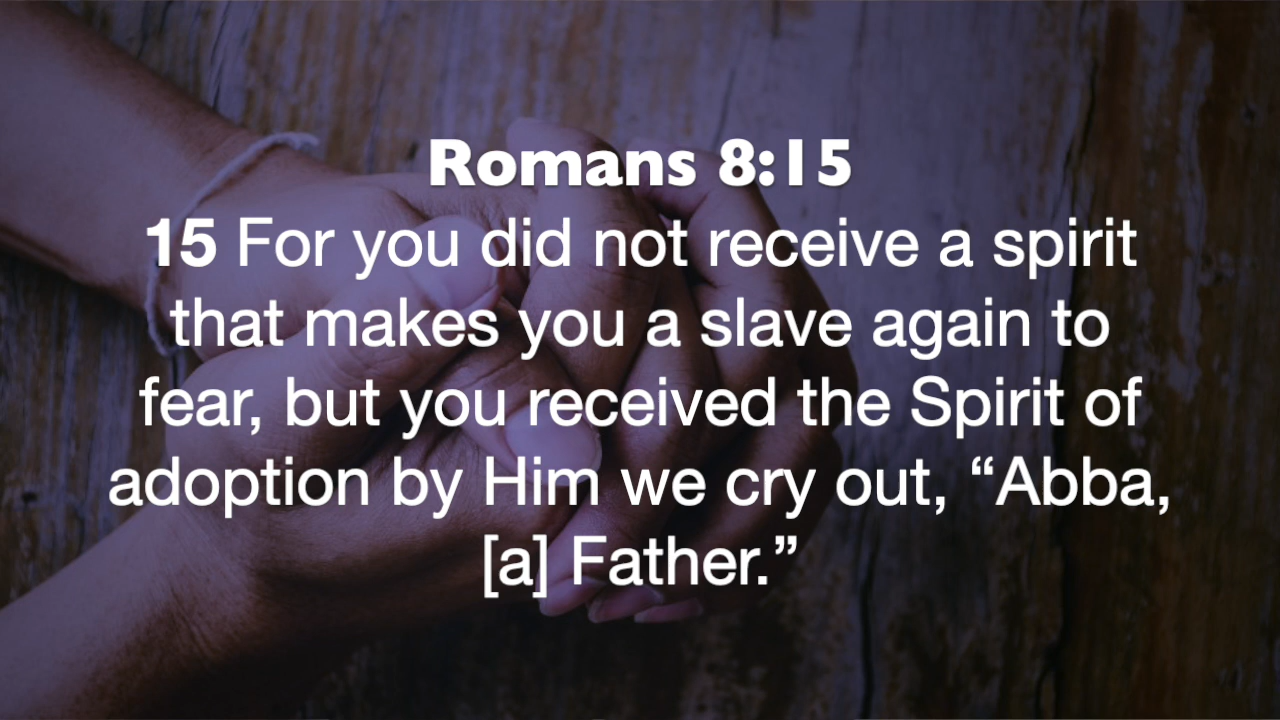 Romans 8:15
15 For you did not receive a spirit
that makes you a slave again to
fear, but you received the Spirit of
adoption by Him we cry out, “Abba,
[a] Father.”